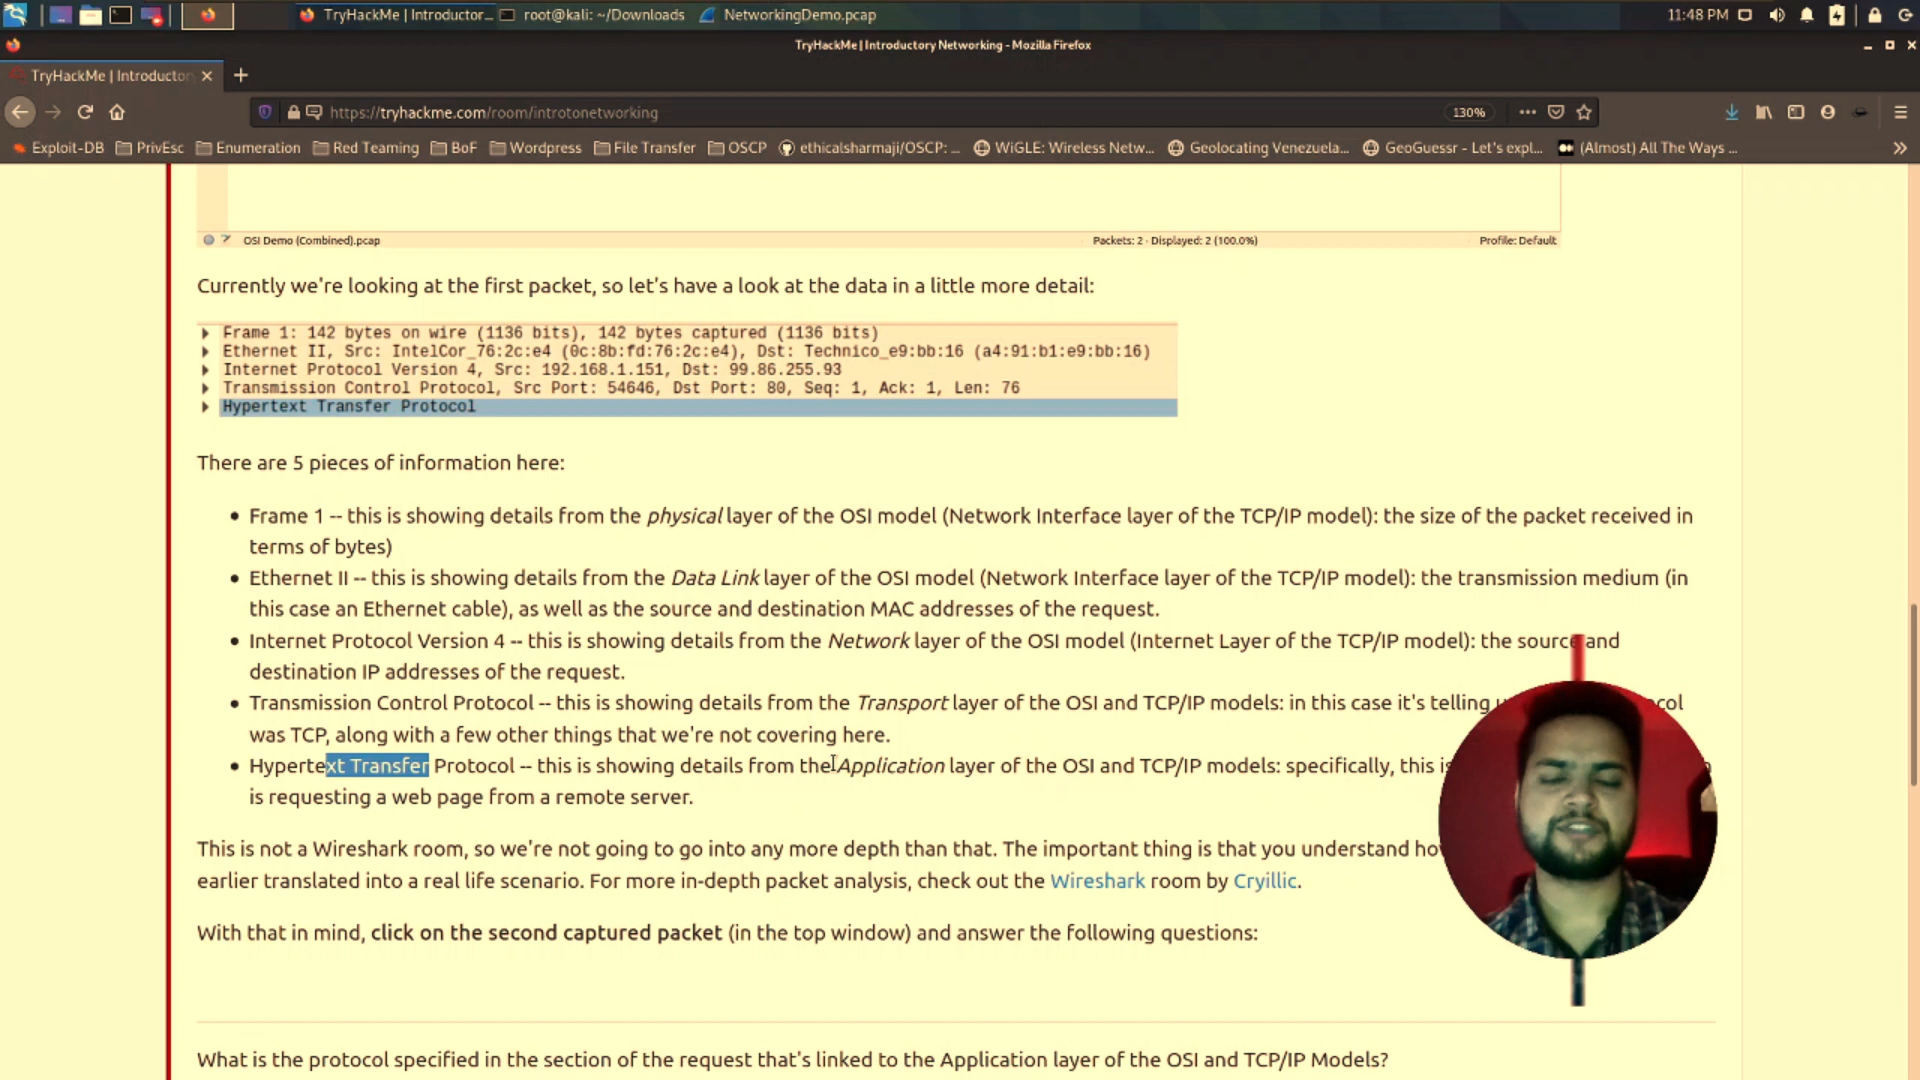 TryHackMe | Introductor... root@kali: ~/Downloads NetworkingDemo.pcap 11:48 PM
TryHackMe | Introductory Networking - Mozilla Firefox
TryHackMe | Introductor
https://tryhackme.com/room/introtonetworking 130%
Exploit-DB PrivEsc Enumeration Red Teaming BoF Wordpress File Transfer OSCP ethicalsharmaji/OSCP: ... WiGLE: Wireless Netw... Geolocating Venezuela... GeoGuessr - Let's expl... (Almost) All The Ways ...
OSI Demo (Combined).pcap Packets: 2 · Displayed: 2 (100.0%) Profile: Default
Currently we're looking at the first packet, so let's have a look at the data in a little more detail:
Frame 1: 142 bytes on wire (1136 bits), 142 bytes captured (1136 bits)
Ethernet II, Src: IntelCor_76:2c:e4 (0c:8b:fd:76:2c:e4), Dst: Technico_e9:bb:16 (a4:91:b1:e9:bb:16)
Internet Protocol Version 4, Src: 192.168.1.151, Dst: 99.86.255.93
Transmission Control Protocol, Src Port: 54646, Dst Port: 80, Seq: 1, Ack: 1, Len: 76
Hypertext Transfer Protocol
There are 5 pieces of information here:
• Frame 1 -- this is showing details from the physical layer of the OSI model (Network Interface layer of the TCP/IP model): the size of the packet received in
terms of bytes)
• Ethernet II -- this is showing details from the Data Link layer of the OSI model (Network Interface layer of the TCP/IP model): the transmission medium (in
this case an Ethernet cable), as well as the source and destination MAC addresses of the request.
• Internet Protocol Version 4 -- this is showing details from the Network layer of the OSI model (Internet Layer of the TCP/IP model): the source and
destination IP addresses of the request.
• Transmission Control Protocol -- this is showing details from the Transport layer of the OSI and TCP/IP models: in this case it's telling
was TCP, along with a few other things that we're not covering here.
• Hypertext Transfer Protocol -- this is showing details from the Application layer of the OSI and TCP/IP models: specifically, this is
is requesting a web page from a remote server.
This is not a Wireshark room, so we're not going to go into any more depth than that. The important thing is that you understand
earlier translated into a real life scenario. For more in-depth packet analysis, check out the Wireshark room by Cryillic.
With that in mind, click on the second captured packet (in the top window) and answer the following questions:
What is the protocol specified in the section of the request that's linked to the Application layer of the OSI and TCP/IP Models?